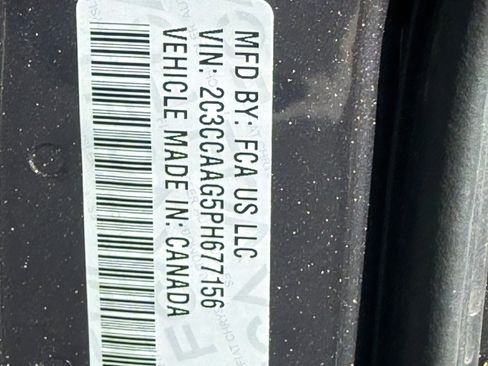 MFD BY: FCA US LLC
VIN: 2C3CCAAG5PH677156
VEHICLE MADE IN: CANADA